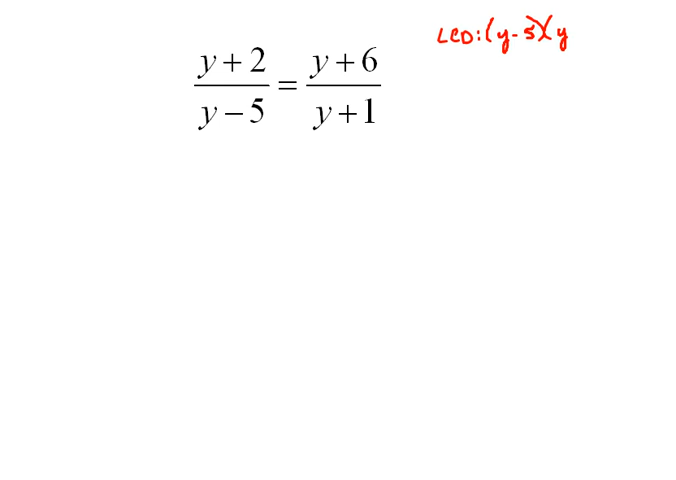 LCD: (y - 5)(y
y + 2 / y - 5 = y + 6 / y + 1